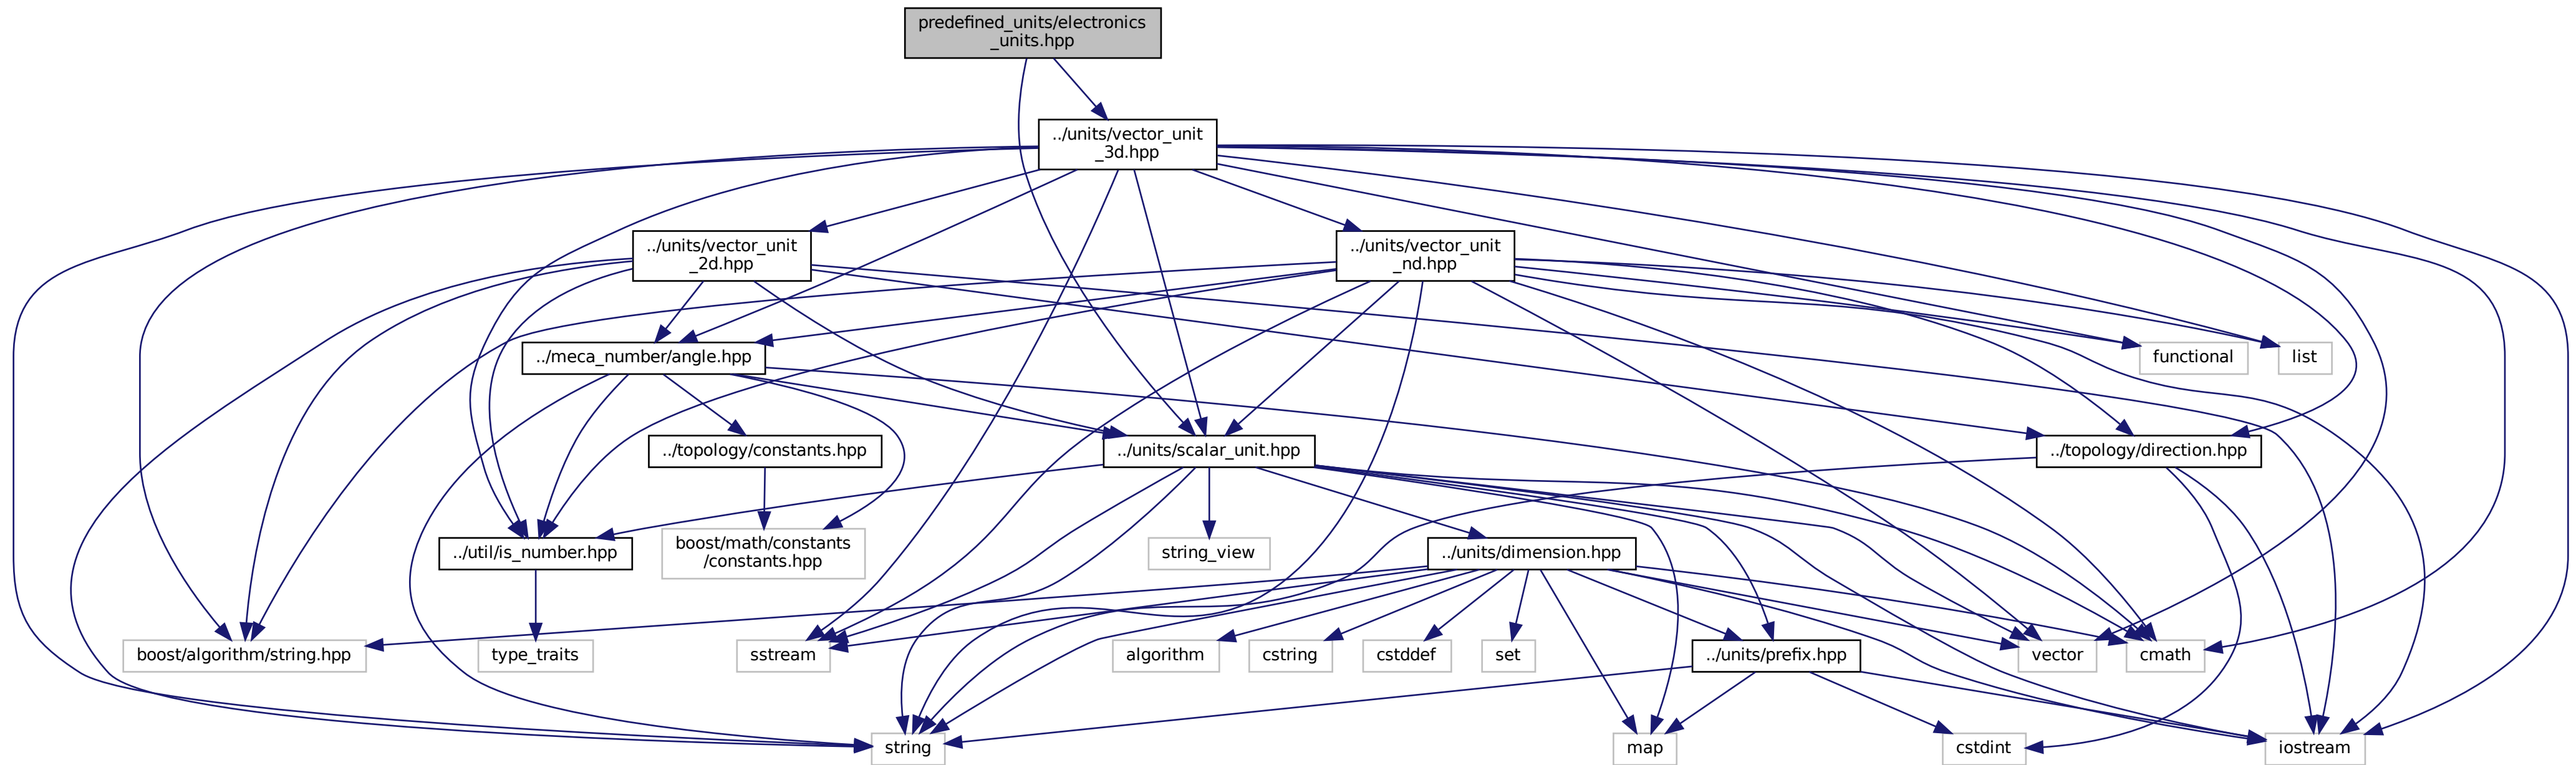 predefined_units/electronics
_units.hpp
../units/vector_unit
_3d.hpp
../units/vector_unit
_2d.hpp
../units/vector_unit
_nd.hpp
../meca_number/angle.hpp
functional
list
../topology/constants.hpp
../units/scalar_unit.hpp
../topology/direction.hpp
../util/is_number.hpp
boost/math/constants
/constants.hpp
string_view
../units/dimension.hpp
boost/algorithm/string.hpp
type_traits
sstream
algorithm
cstring
cstddef
set
../units/prefix.hpp
vector
cmath
string
map
cstdint
iostream